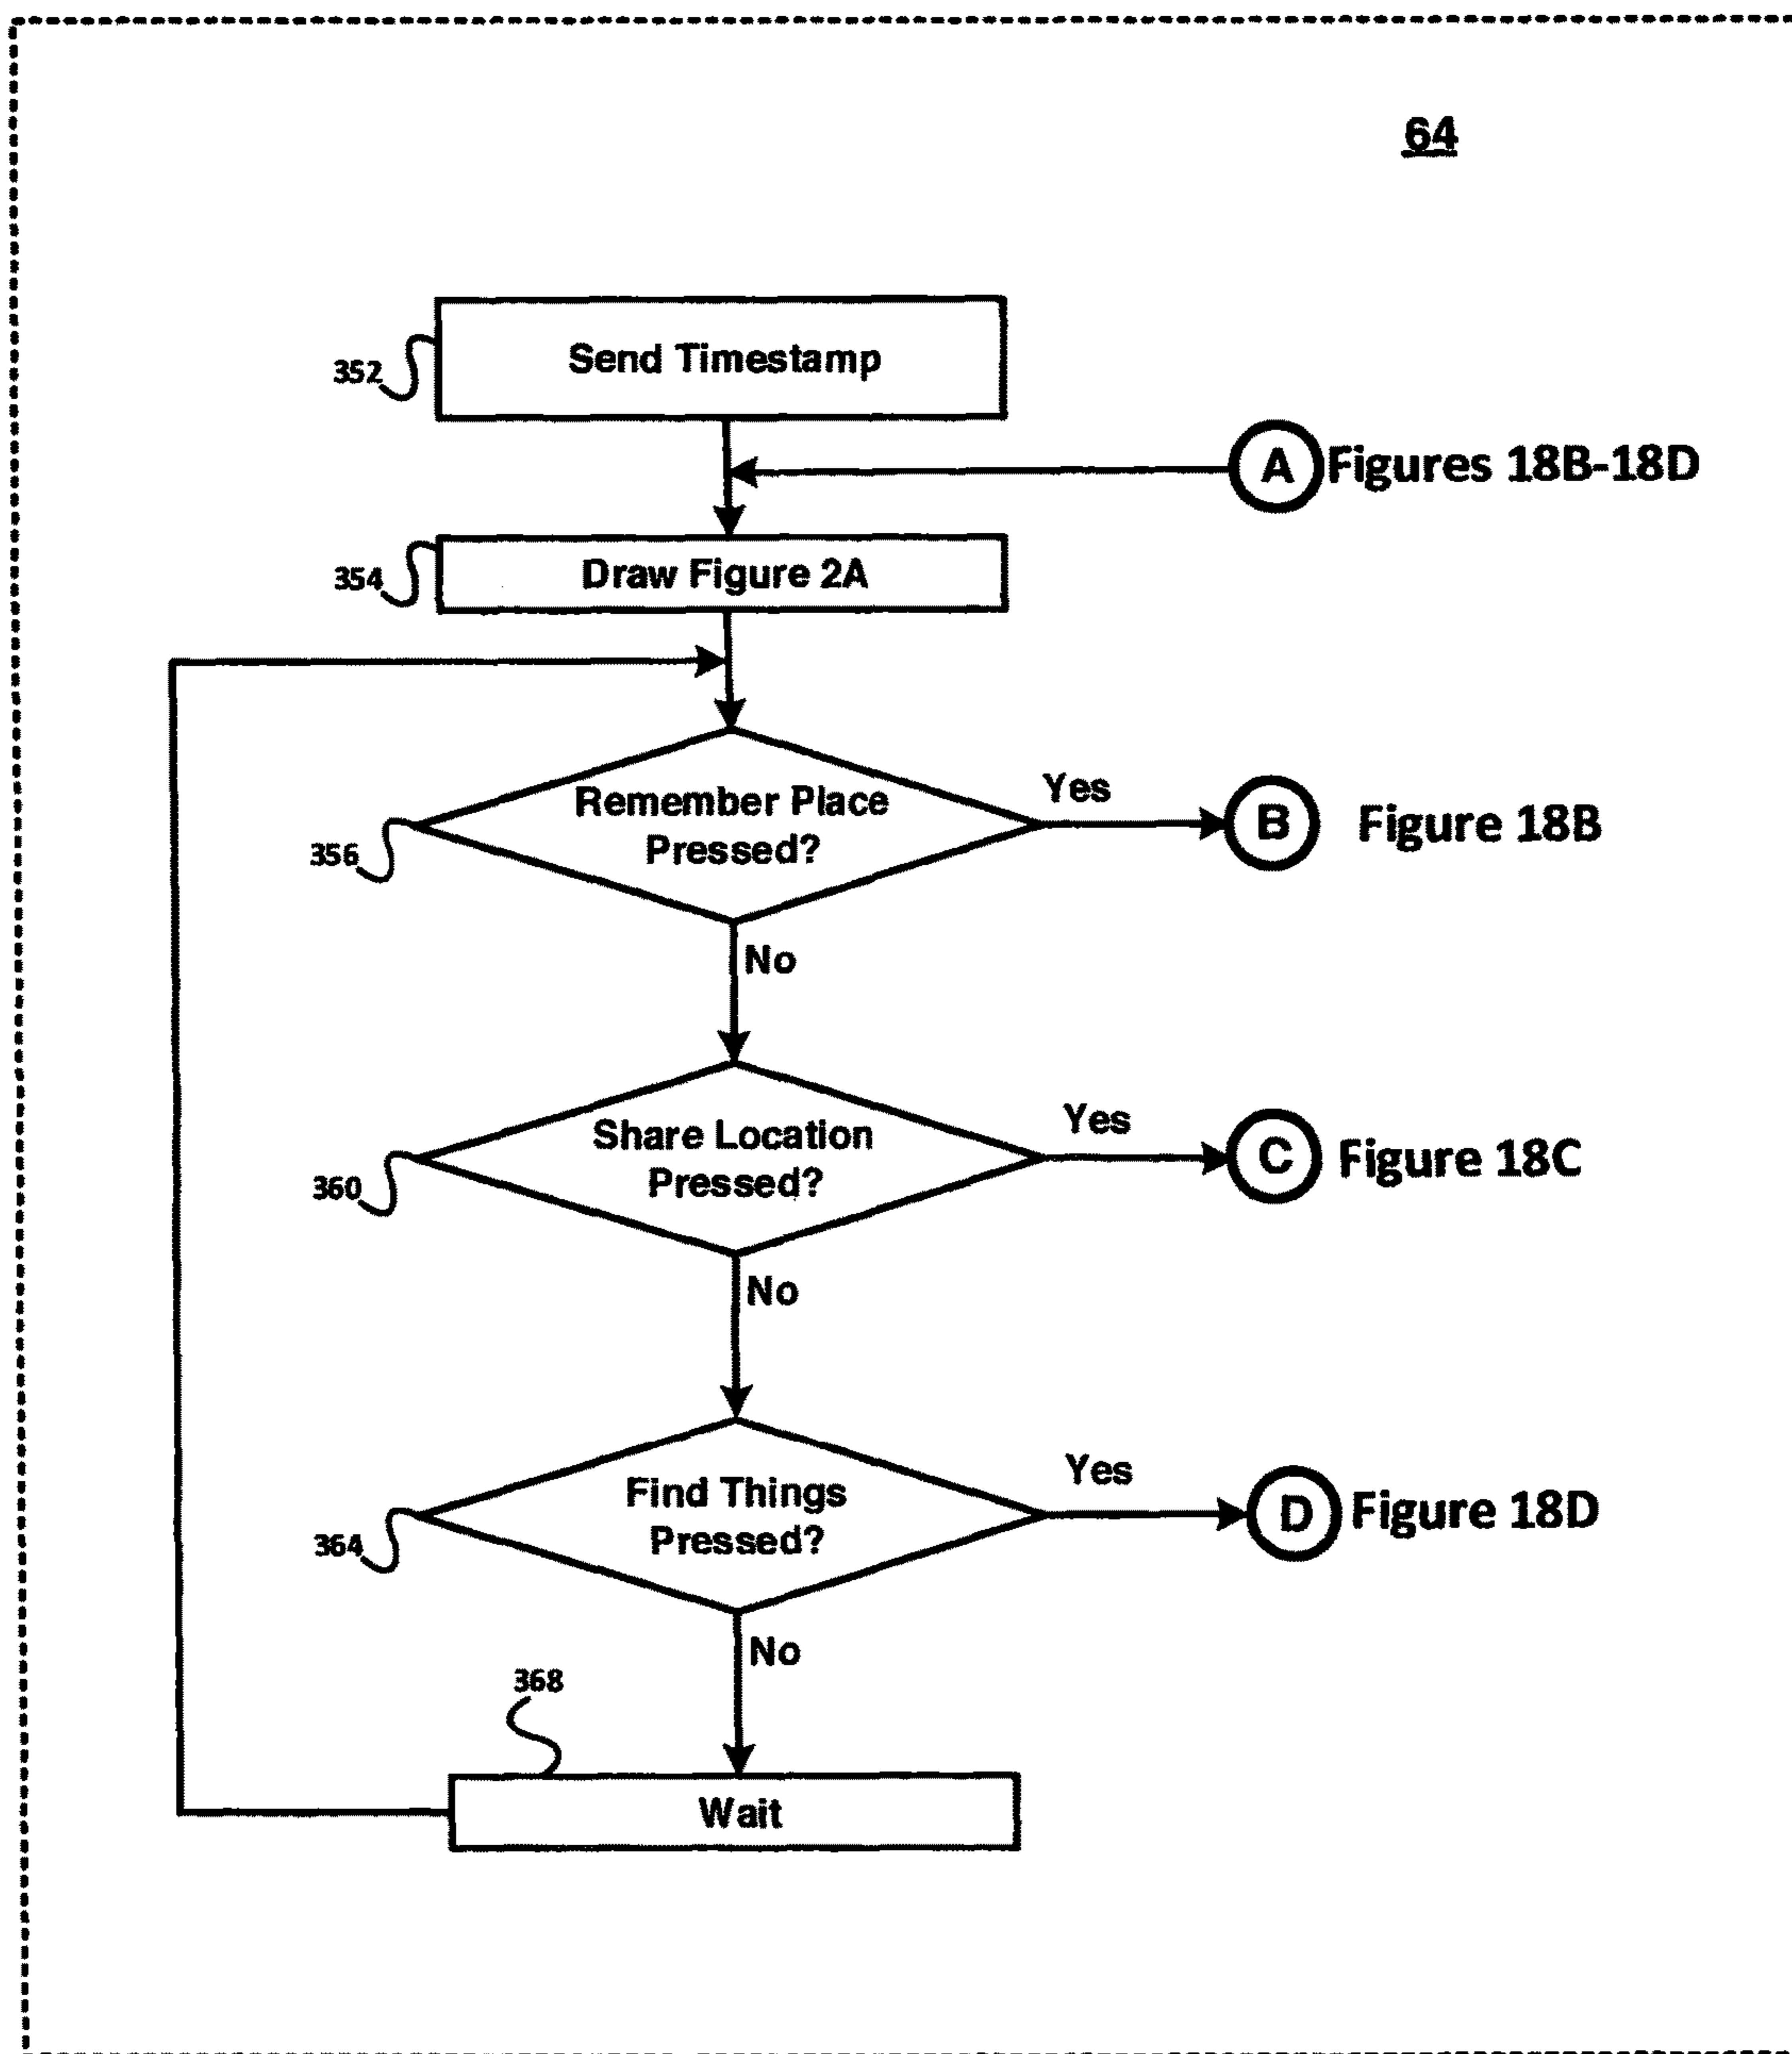 64
Send Timestamp
352
A Figures 18B-18D
Draw Figure 2A
354
Remember Place
Pressed?
356
Yes
B Figure 18B
No
Share Location
Pressed?
360
Yes
C Figure 18C
No
Find Things
Pressed?
364
Yes
D Figure 18D
No
368
Wait